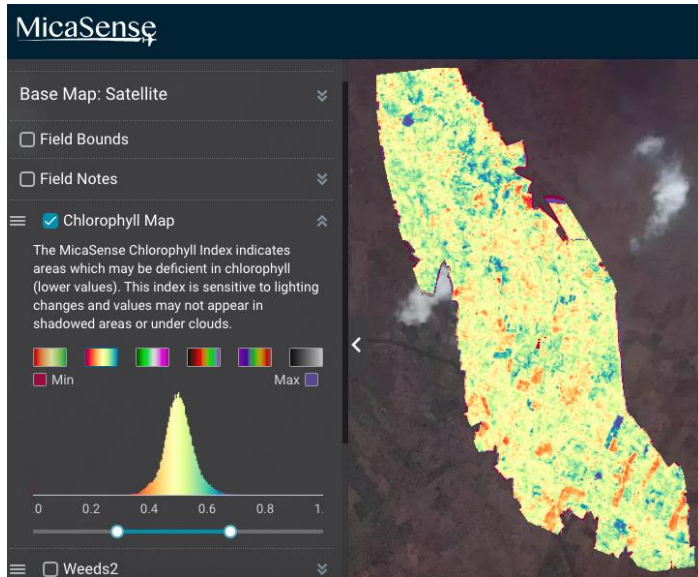 MicaSense
Base Map: Satellite
Field Bounds
Field Notes
Chlorophyll Map
The MicaSense Chlorophyll Index indicates
areas which may be deficient in chlorophyll
(lower values). This index is sensitive to lighting
changes and values may not appear in
shadowed areas or under clouds.
Min Max
.0 0.2 0.4 0.6 0.8 1.
Weeds2